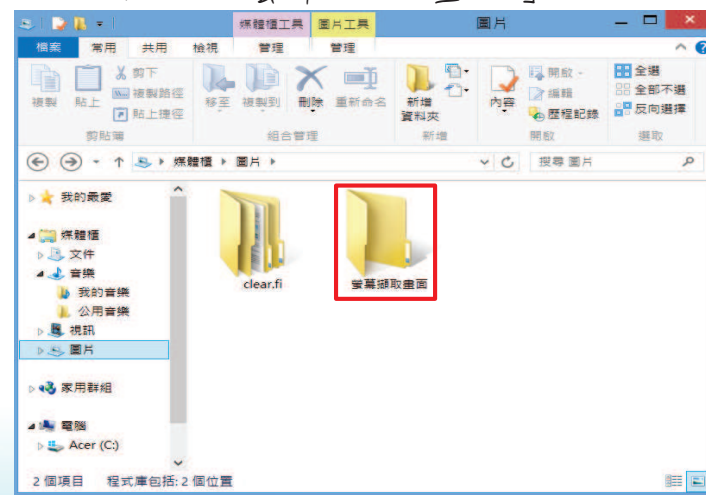 媒體櫃工具 圖片工具 圖片
檔案 常用 共用 檢視 管理 管理
複製 貼上 剪下 複製路徑 貼上捷徑
移至 複製到 刪除 重新命名
新增資料夾
內容 開啟 編輯 歷程記錄
全選 全部不選 反向選擇
剪貼簿 組合管理 新增 開啟 選取
媒體櫃 圖片 搜尋 圖片
我的最愛
媒體櫃
文件
音樂
我的音樂
公用音樂
視訊
圖片
家用群組
電腦
Acer (C:)
clear.fi 螢幕擷取畫面
2 個項目 程式庫包括: 2 個位置